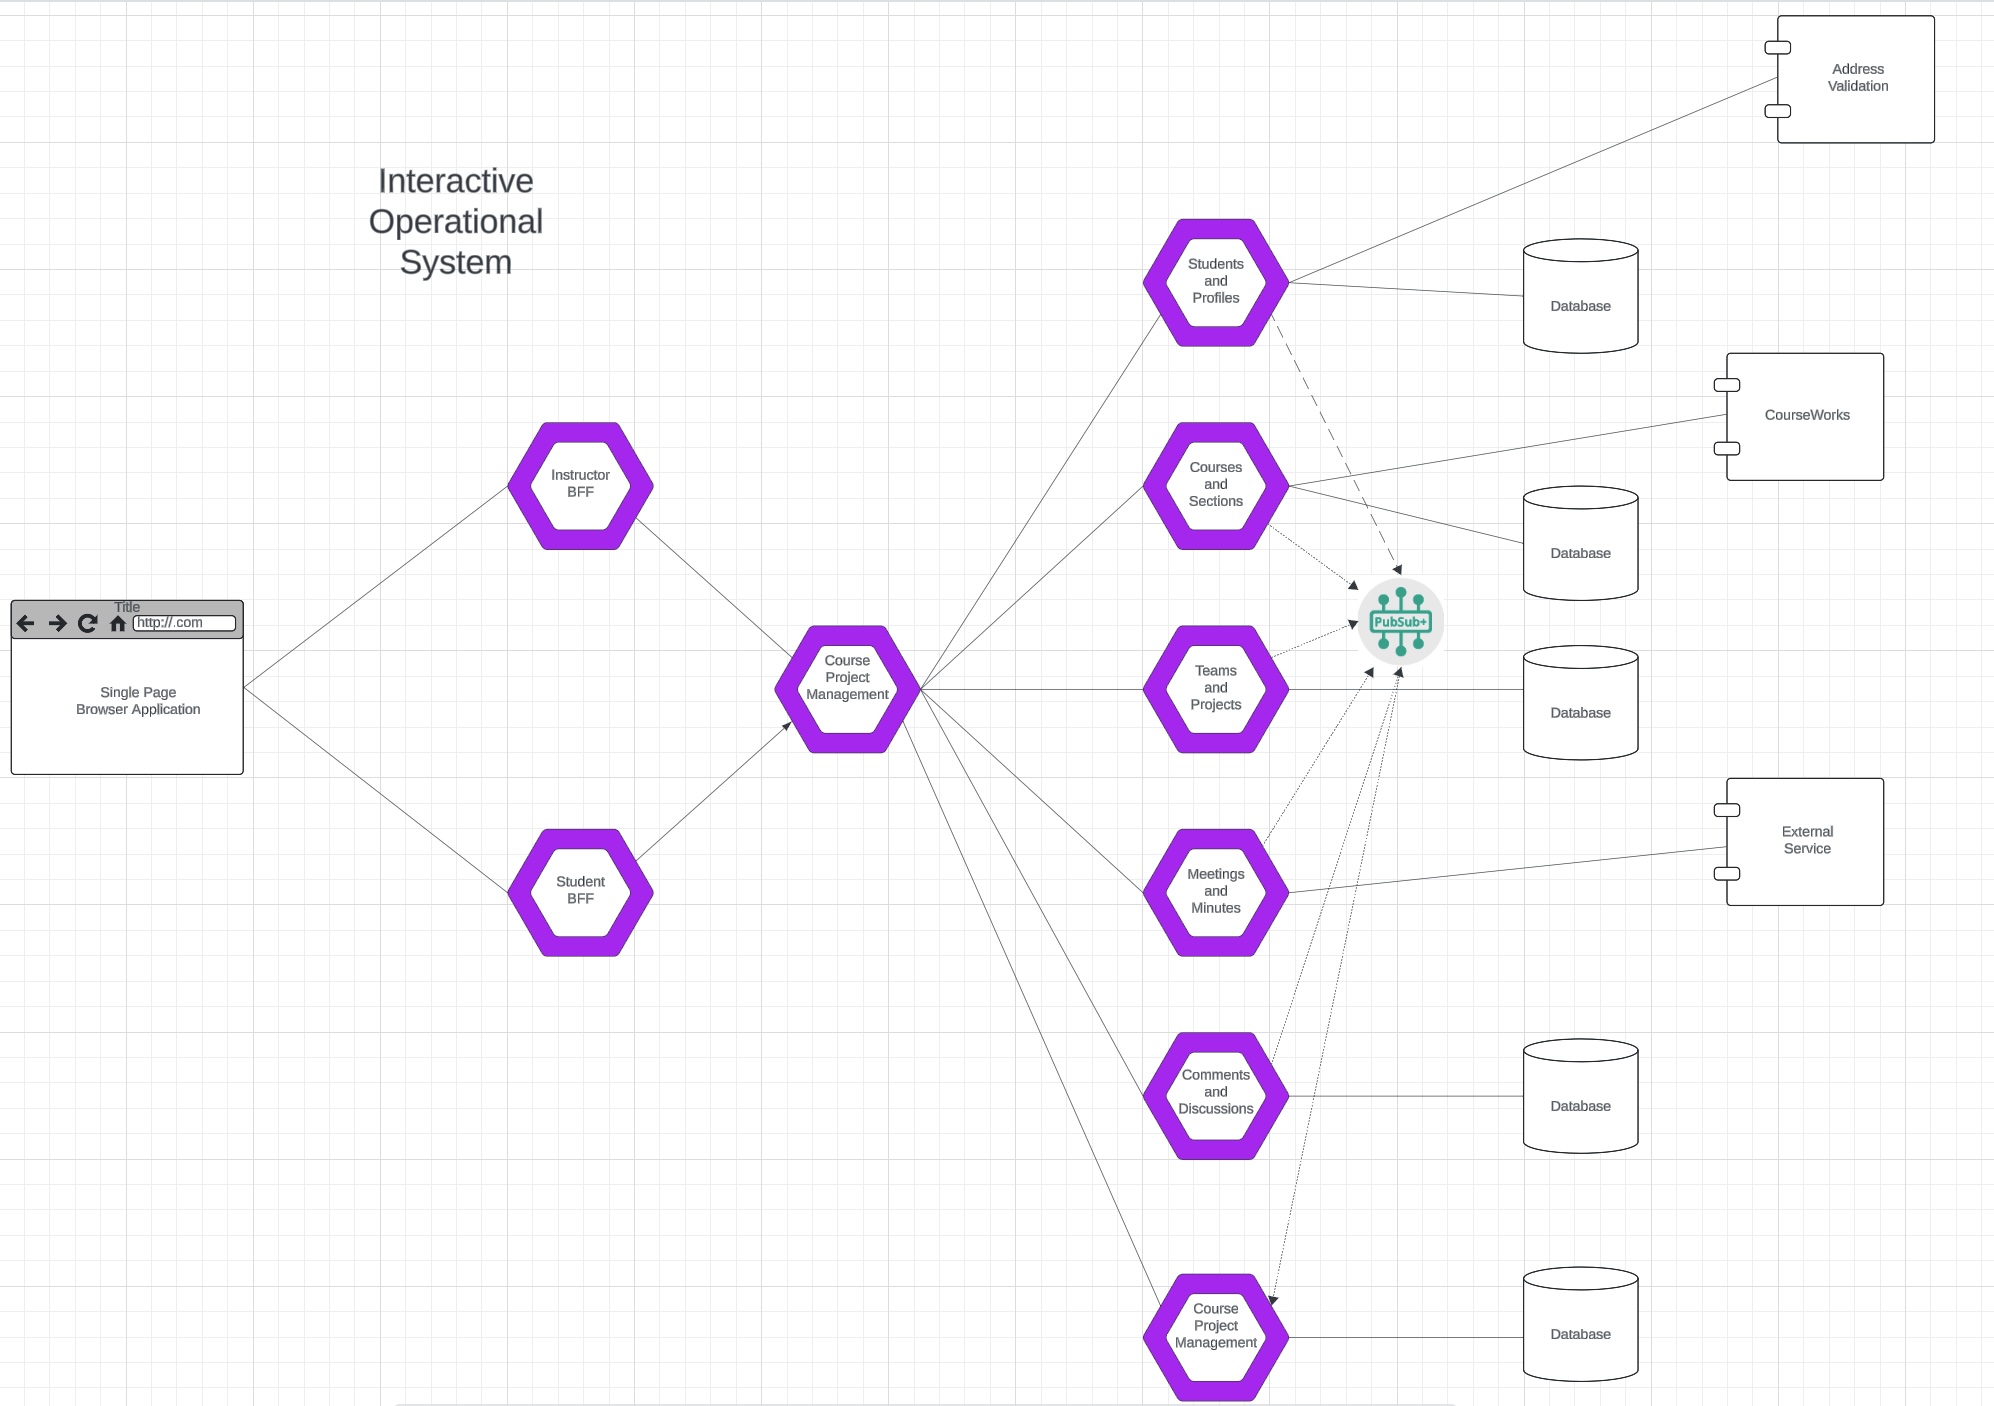 Interactive
Operational
System
Address
Validation
Students
and
Profiles
Database
CourseWorks
Courses
and
Sections
Instructor
BFF
Database
Title
http://.com
PubSub+
Single Page
Browser Application
Course
Project
Management
Teams
and
Projects
Database
External
Service
Student
BFF
Meetings
and
Minutes
Comments
and
Discussions
Database
Course
Project
Management
Database